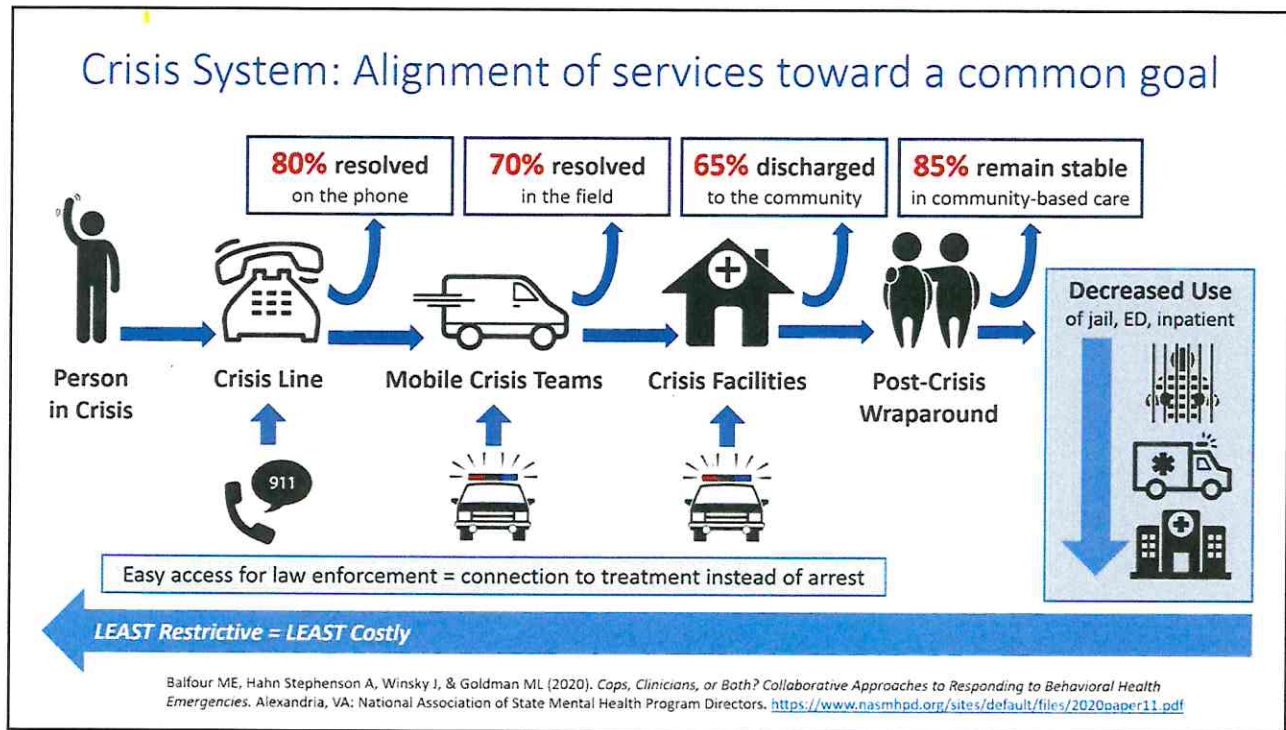 Crisis System: Alignment of services toward a common goal
80% resolved
on the phone
70% resolved
in the field
65% discharged
to the community
85% remain stable
in community-based care
Person
in Crisis
Crisis Line
Mobile Crisis Teams
Crisis Facilities
Post-Crisis
Wraparound
Decreased Use
of jail, ED, inpatient
911
Easy access for law enforcement = connection to treatment instead of arrest
LEAST Restrictive = LEAST Costly
Balfour ME, Hahn Stephenson A, Winsky J, & Goldman ML (2020). Cops, Clinicians, or Both? Collaborative Approaches to Responding to Behavioral Health
Emergencies. Alexandria, VA: National Association of State Mental Health Program Directors. https://www.nasmhpd.org/sites/default/files/2020paper11.pdf